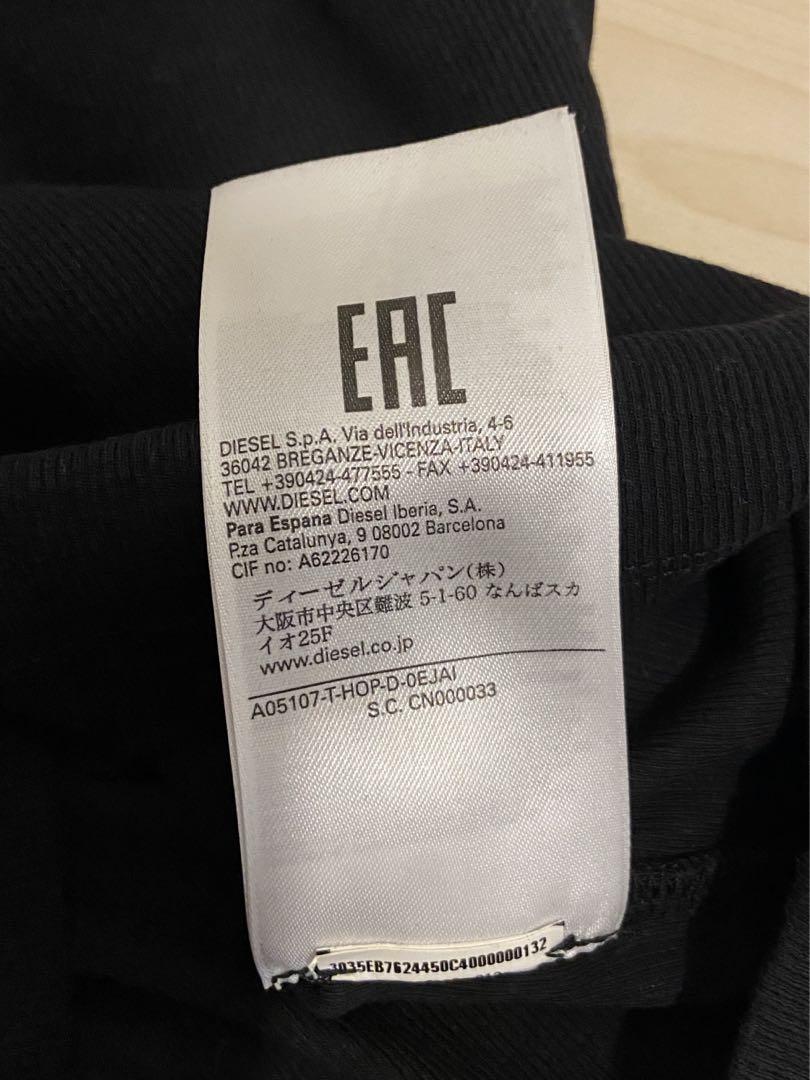 EAC
DIESEL S.p.A. Via dell'Industria, 4-6
36042 BREGANZE-VICENZA-ITALY
TEL +390424-477555 - FAX +390424-411955
WWW.DIESEL.COM
Para Espana Diesel Iberia, S.A.
P.za Catalunya, 9 08002 Barcelona
CIF no: A62226170
ディーゼルジャパン(株)
大阪市中央区難波 5-1-60 なんばスカ
イオ25F
www.diesel.co.jp
A05107-T-HOP-D-0EJAI
S.C. CN000033
3035EB7624450C4000000132